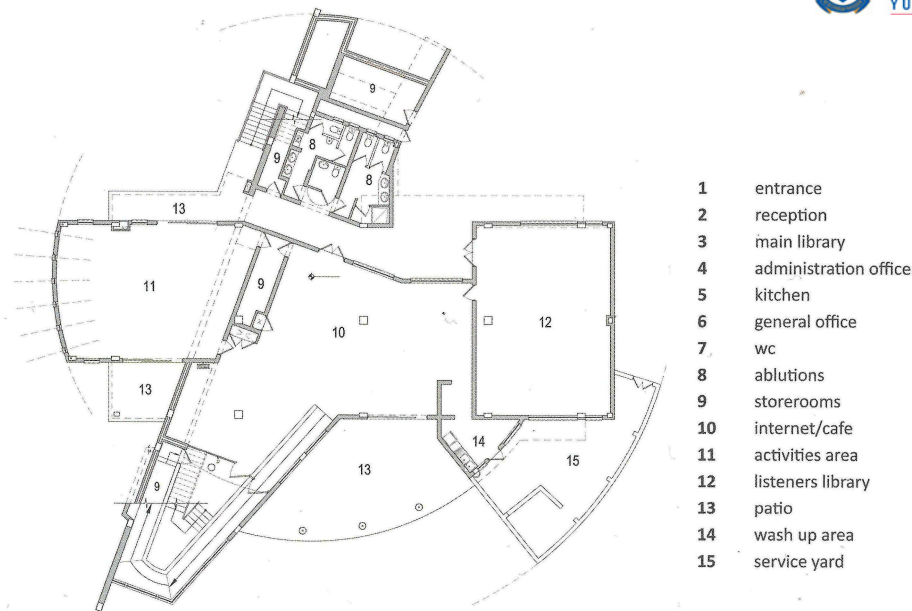 9
8
9
8
13
11
9
10
12
13
14
13
15
9
1 entrance
2 reception
3 main library
4 administration office
5 kitchen
6 general office
7 wc
8 ablutions
9 storerooms
10 internet/cafe
11 activities area
12 listeners library
13 patio
14 wash up area
15 service yard